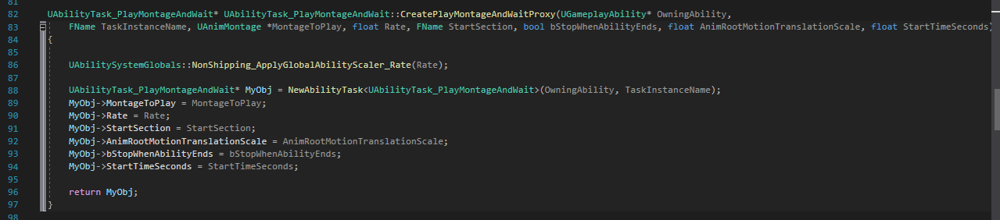 81
82 UAbilityTask_PlayMontageAndWait* UAbilityTask_PlayMontageAndWait::CreatePlayMontageAndWaitProxy(UGameplayAbility* OwningAbility,
83 FName TaskInstanceName, UAnimMontage *MontageToPlay, float Rate, FName StartSection, bool bStopWhenAbilityEnds, float AnimRootMotionTranslationScale, float StartTimeSeconds)
84 {
85
86 UAbilitySystemGlobals::NonShipping_ApplyGlobalAbilityScaler_Rate(Rate);
87
88 UAbilityTask_PlayMontageAndWait* MyObj = NewAbilityTask<UAbilityTask_PlayMontageAndWait>(OwningAbility, TaskInstanceName);
89 MyObj->MontageToPlay = MontageToPlay;
90 MyObj->Rate = Rate;
91 MyObj->StartSection = StartSection;
92 MyObj->AnimRootMotionTranslationScale = AnimRootMotionTranslationScale;
93 MyObj->bStopWhenAbilityEnds = bStopWhenAbilityEnds;
94 MyObj->StartTimeSeconds = StartTimeSeconds;
95
96 return MyObj;
97 }
98